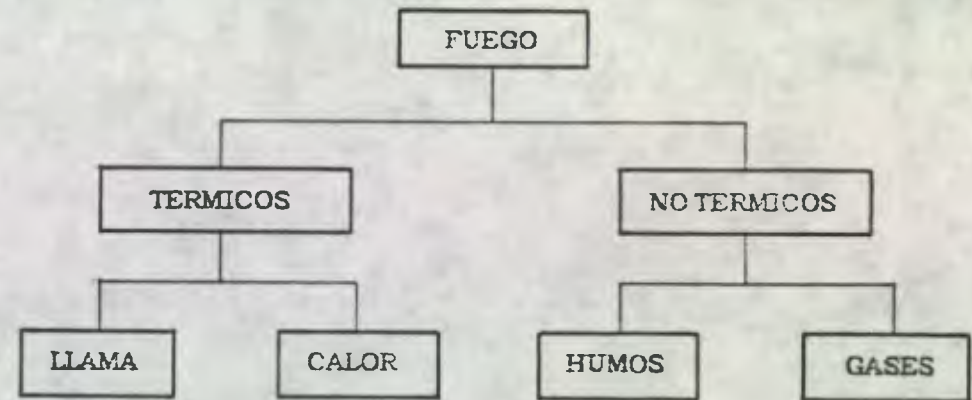 FUEGO
TERMICOS
NO TERMICOS
LLAMA
CALOR
HUMOS
GASES